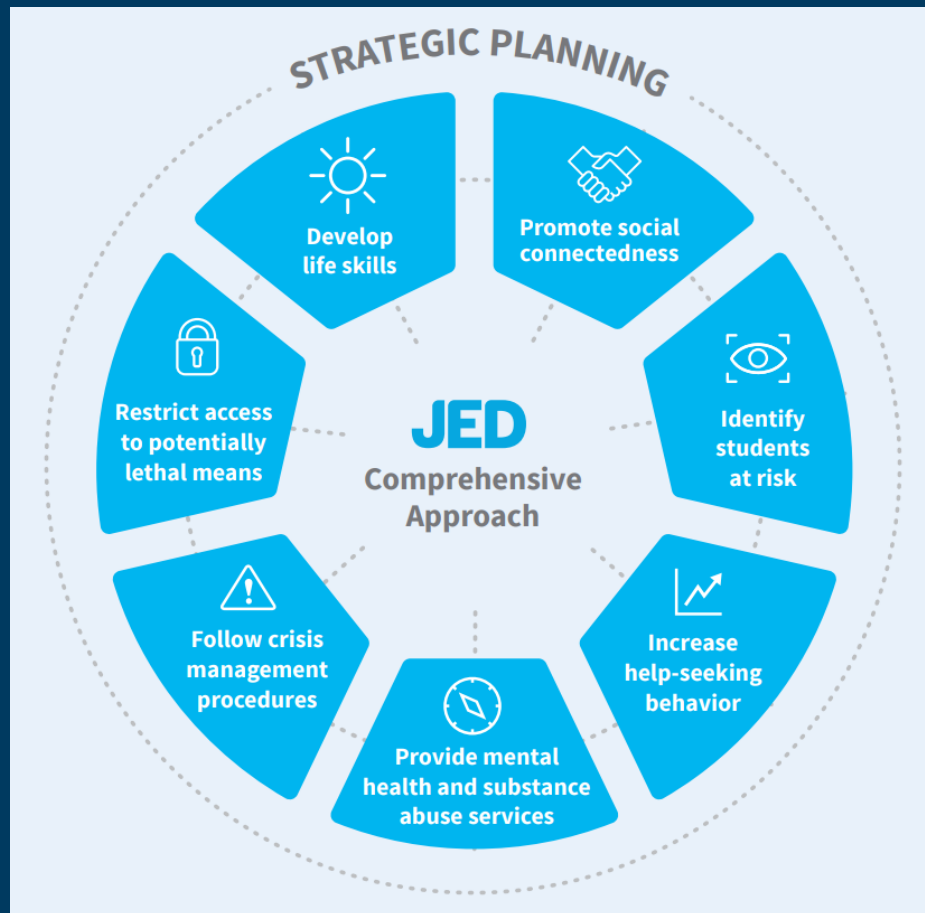 STRATEGIC PLANNING
Develop
life skills
Promote social
connectedness
Restrict access
to potentially
lethal means
JED
Comprehensive
Approach
Identify
students
at risk
Follow crisis
management
procedures
Increase
help-seeking
behavior
Provide mental
health and substance
abuse services